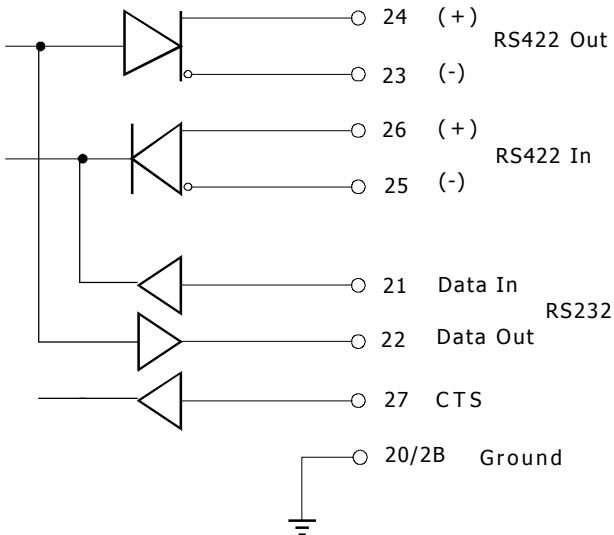 24 (+)
RS422 Out
23 (-)
26 (+)
RS422 In
25 (-)
21 Data In
RS232
22 Data Out
27 CTS
20/2B Ground